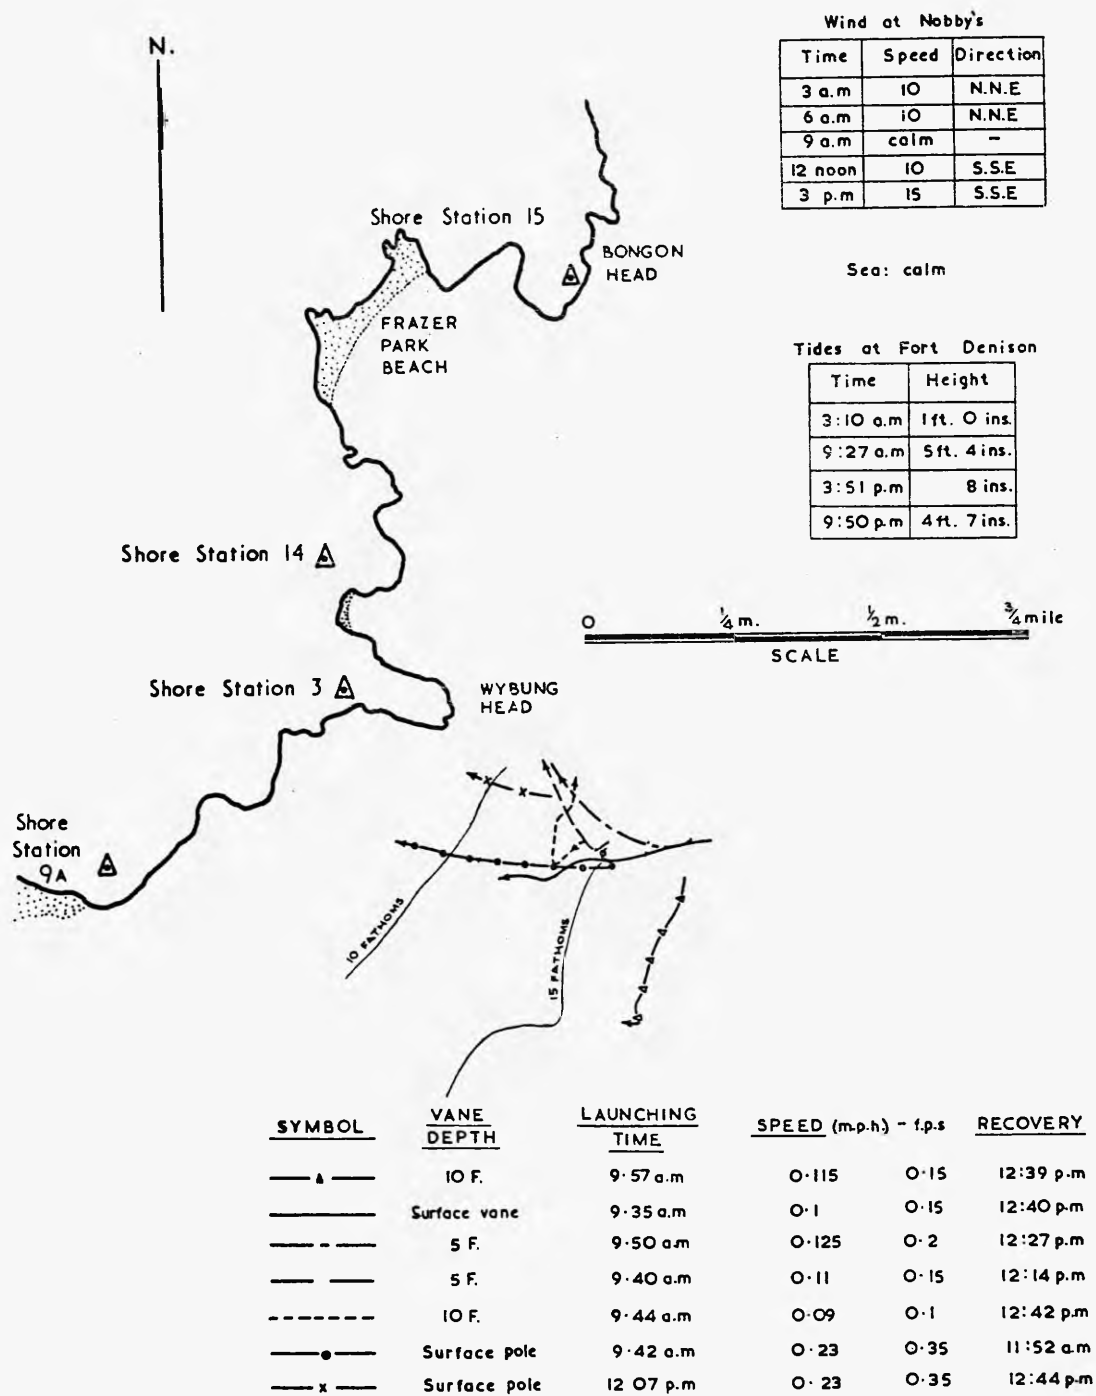 N.
Wind at Nobby's
Time Speed Direction
3 a.m 10 N.N.E
6 a.m 10 N.N.E
9 a.m calm -
12 noon 10 S.S.E
3 p.m 15 S.S.E
Shore Station 15
BONGON
HEAD
Sea: calm
FRAZER
PARK
BEACH
Tides at Fort Denison
Time Height
3:10 a.m 1ft. 0 ins.
9:27 a.m 5ft. 4 ins.
3:51 p.m 8 ins.
9:50 p.m 4 ft. 7 ins.
Shore Station 14
0 1/4 m. 1/2 m. 3/4 mile
SCALE
Shore Station 3
WYBUNG
HEAD
Shore
Station
9A
10 FATHOMS
15 FATHOMS
SYMBOL VANE DEPTH LAUNCHING TIME SPEED (m.p.h.) - f.p.s RECOVERY
10 F. 9·57 a.m 0·115 0·15 12:39 p.m
Surface vane 9·35 a.m 0·1 0·15 12:40 p.m
5 F. 9·50 a.m 0·125 0·2 12:27 p.m
5 F. 9·40 a.m 0·11 0·15 12:14 p.m
10 F. 9·44 a.m 0·09 0·1 12:42 p.m
Surface pole 9·42 a.m 0·23 0·35 11:52 a.m
Surface pole 12 07 p.m 0·23 0·35 12:44 p.m